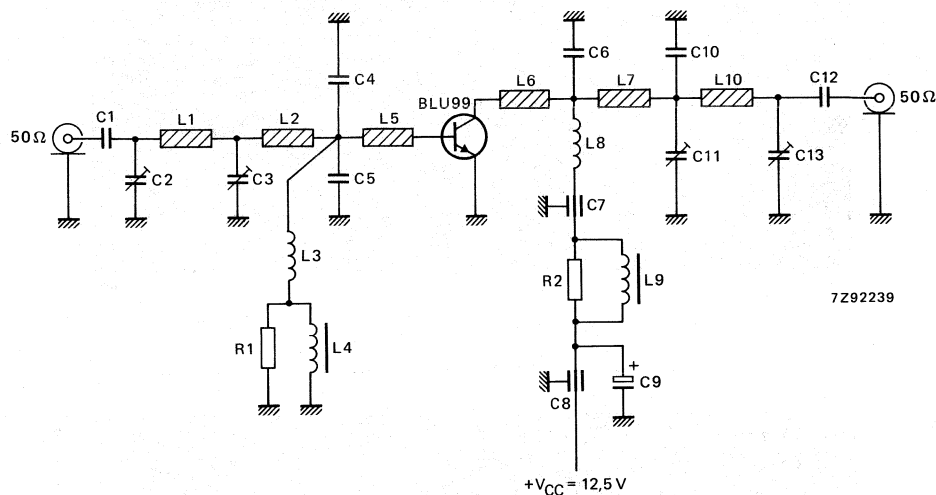 50Ω
C1
L1
L2
C4
L5
BLU99
L6
C6
L7
C10
L10
C12
50Ω
C2
C3
C5
L8
C11
C13
L3
C7
R2
L9
7Z92239
R1
L4
C8
+
C9
+VCC = 12,5 V